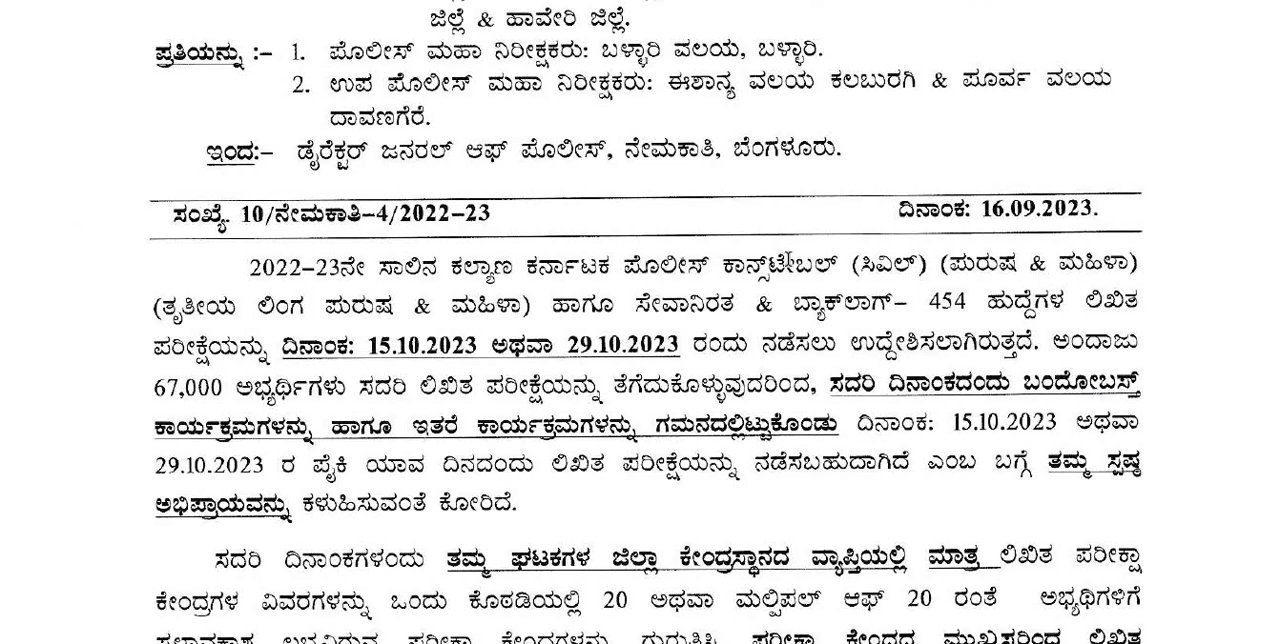 ಜಿಲ್ಲೆ & ಹಾವೇರಿ ಜಿಲ್ಲೆ.
ಪ್ರತಿಯನ್ನು :– 1. ಪೊಲೀಸ್ ಮಹಾ ನಿರೀಕ್ಷಕರು: ಬಳ್ಳಾರಿ ವಲಯ, ಬಳ್ಳಾರಿ.
2. ಉಪ ಪೊಲೀಸ್ ಮಹಾ ನಿರೀಕ್ಷಕರು: ಈಶಾನ್ಯ ವಲಯ ಕಲಬುರಗಿ & ಪೂರ್ವ ವಲಯ
ದಾವಣಗೆರೆ.
ಇಂದ:– ಡೈರೆಕ್ಟರ್ ಜನರಲ್ ಆಫ್ ಪೊಲೀಸ್, ನೇಮಕಾತಿ, ಬೆಂಗಳೂರು.
ಸಂಖ್ಯೆ. 10/ನೇಮಕಾತಿ–4/2022–23 ದಿನಾಂಕ: 16.09.2023.
2022–23ನೇ ಸಾಲಿನ ಕಲ್ಯಾಣ ಕರ್ನಾಟಕ ಪೊಲೀಸ್ ಕಾನ್ಸ್‌ಟೇಬಲ್ (ಸಿವಿಲ್) (ಪುರುಷ & ಮಹಿಳಾ)
(ತೃತೀಯ ಲಿಂಗ ಪುರುಷ & ಮಹಿಳಾ) ಹಾಗೂ ಸೇವಾನಿರತ & ಬ್ಯಾಕ್‌ಲಾಗ್– 454 ಹುದ್ದೆಗಳ ಲಿಖಿತ
ಪರೀಕ್ಷೆಯನ್ನು ದಿನಾಂಕ: 15.10.2023 ಅಥವಾ 29.10.2023 ರಂದು ನಡೆಸಲು ಉದ್ದೇಶಿಸಲಾಗಿರುತ್ತದೆ. ಅಂದಾಜು
67,000 ಅಭ್ಯರ್ಥಿಗಳು ಸದರಿ ಲಿಖಿತ ಪರೀಕ್ಷೆಯನ್ನು ತೆಗೆದುಕೊಳ್ಳುವುದರಿಂದ, ಸದರಿ ದಿನಾಂಕದಂದು ಬಂದೋಬಸ್ತ್
ಕಾರ್ಯಕ್ರಮಗಳನ್ನು ಹಾಗೂ ಇತರೆ ಕಾರ್ಯಕ್ರಮಗಳನ್ನು ಗಮನದಲ್ಲಿಟ್ಟುಕೊಂಡು ದಿನಾಂಕ: 15.10.2023 ಅಥವಾ
29.10.2023 ರ ಪೈಕಿ ಯಾವ ದಿನದಂದು ಲಿಖಿತ ಪರೀಕ್ಷೆಯನ್ನು ನಡೆಸಬಹುದಾಗಿದೆ ಎಂಬ ಬಗ್ಗೆ ತಮ್ಮ ಸ್ಪಷ್ಠ
ಅಭಿಪ್ರಾಯವನ್ನು ಕಳುಹಿಸುವಂತೆ ಕೋರಿದೆ.
ಸದರಿ ದಿನಾಂಕಗಳಂದು ತಮ್ಮ ಘಟಕಗಳ ಜಿಲ್ಲಾ ಕೇಂದ್ರಸ್ಥಾನದ ವ್ಯಾಪ್ತಿಯಲ್ಲಿ ಮಾತ್ರ ಲಿಖಿತ ಪರೀಕ್ಷಾ
ಕೇಂದ್ರಗಳ ವಿವರಗಳನ್ನು ಒಂದು ಕೊಠಡಿಯಲ್ಲಿ 20 ಅಥವಾ ಮಲ್ಟಿಪಲ್ ಆಫ್ 20 ರಂತೆ ಅಭ್ಯಥಿಗಳಿಗೆ